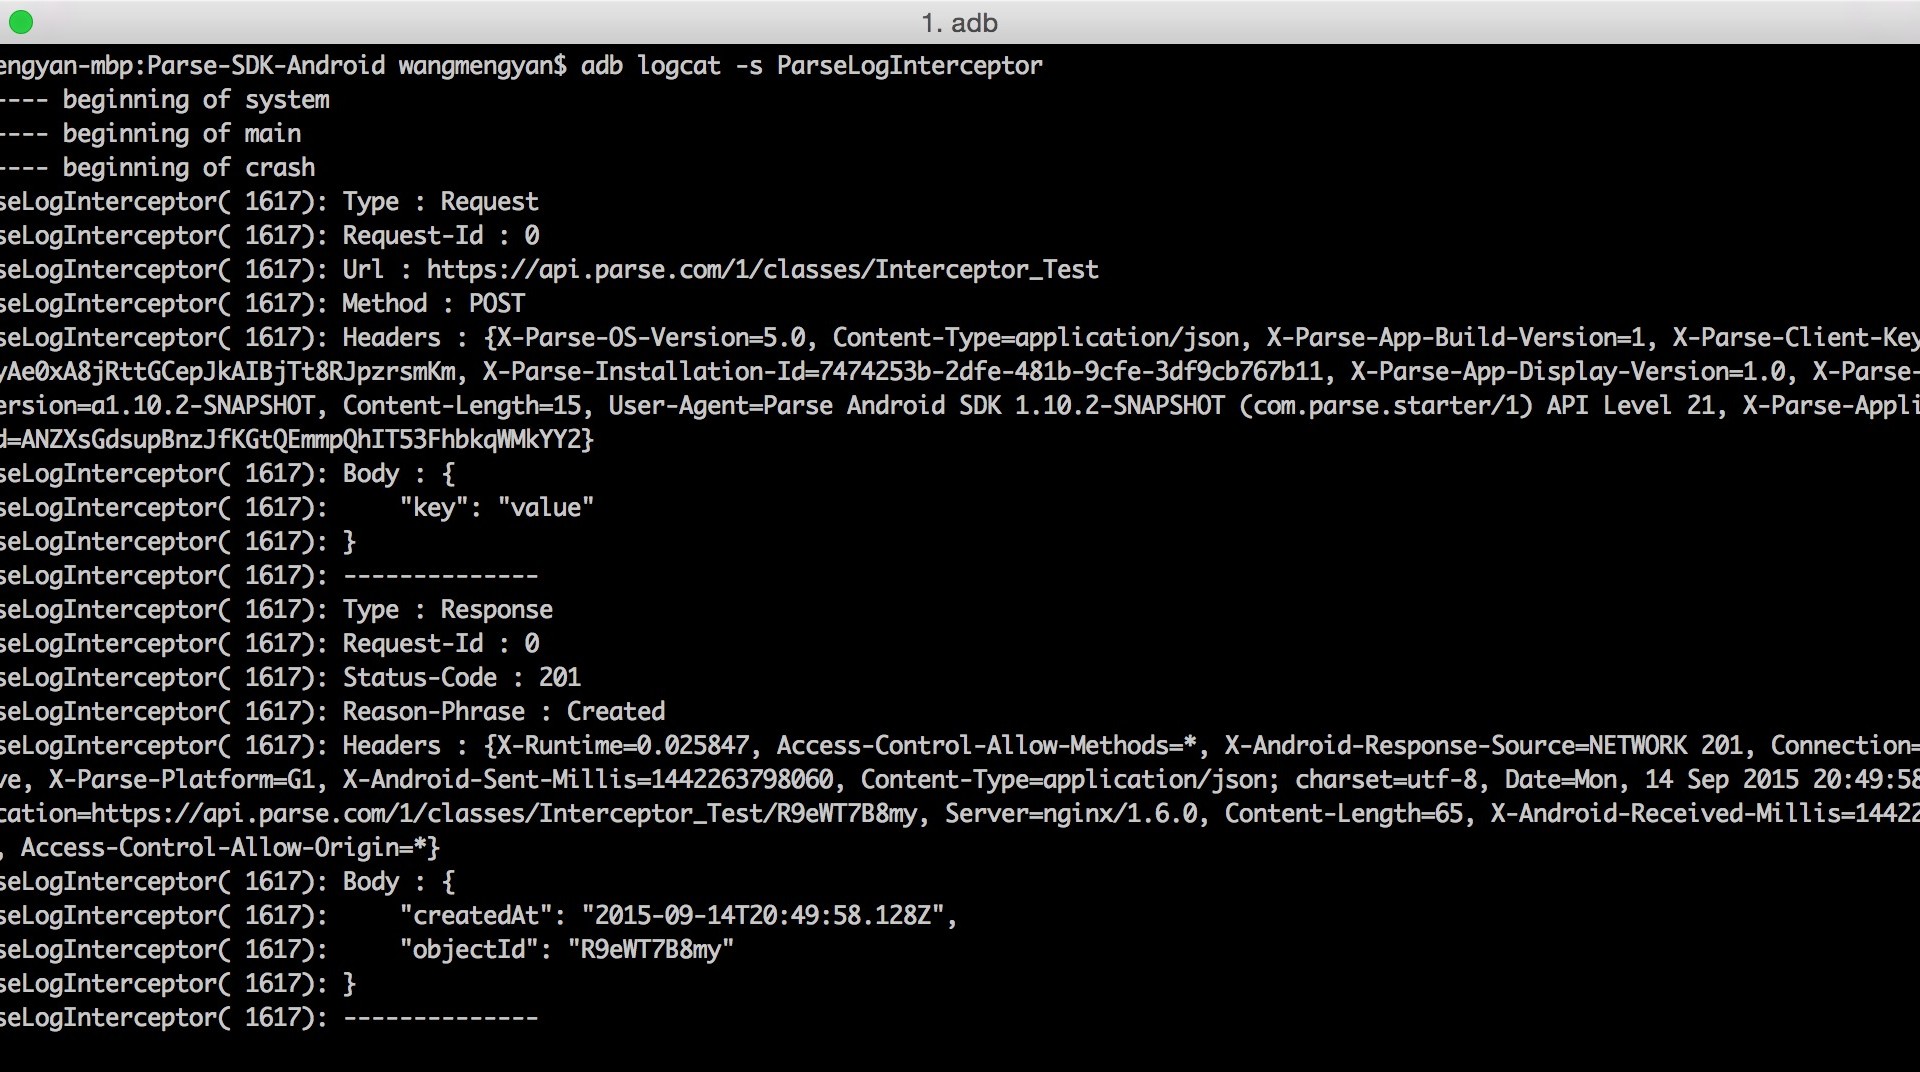 1. adb
engyan-mbp:Parse-SDK-Android wangmengyan$ adb logcat -s ParseLogInterceptor
---- beginning of system
---- beginning of main
---- beginning of crash
seLogInterceptor( 1617): Type : Request
seLogInterceptor( 1617): Request-Id : 0
seLogInterceptor( 1617): Url : https://api.parse.com/1/classes/Interceptor_Test
seLogInterceptor( 1617): Method : POST
seLogInterceptor( 1617): Headers : {X-Parse-OS-Version=5.0, Content-Type=application/json, X-Parse-App-Build-Version=1, X-Parse-Client-Key
yAe0xA8jRttGCepJkAIBjTt8RJpzrsmKm, X-Parse-Installation-Id=7474253b-2dfe-481b-9cfe-3df9cb767b11, X-Parse-App-Display-Version=1.0, X-Parse-
ersion=a1.10.2-SNAPSHOT, Content-Length=15, User-Agent=Parse Android SDK 1.10.2-SNAPSHOT (com.parse.starter/1) API Level 21, X-Parse-Appli
d=ANZXsGdsupBnzJfKGtQEmmpQhIT53FhbkqWMkYY2}
seLogInterceptor( 1617): Body : {
seLogInterceptor( 1617):     "key": "value"
seLogInterceptor( 1617): }
seLogInterceptor( 1617): --------------
seLogInterceptor( 1617): Type : Response
seLogInterceptor( 1617): Request-Id : 0
seLogInterceptor( 1617): Status-Code : 201
seLogInterceptor( 1617): Reason-Phrase : Created
seLogInterceptor( 1617): Headers : {X-Runtime=0.025847, Access-Control-Allow-Methods=*, X-Android-Response-Source=NETWORK 201, Connection=
ve, X-Parse-Platform=G1, X-Android-Sent-Millis=1442263798060, Content-Type=application/json; charset=utf-8, Date=Mon, 14 Sep 2015 20:49:58
cation=https://api.parse.com/1/classes/Interceptor_Test/R9eWT7B8my, Server=nginx/1.6.0, Content-Length=65, X-Android-Received-Millis=14422
, Access-Control-Allow-Origin=*}
seLogInterceptor( 1617): Body : {
seLogInterceptor( 1617):     "createdAt": "2015-09-14T20:49:58.128Z",
seLogInterceptor( 1617):     "objectId": "R9eWT7B8my"
seLogInterceptor( 1617): }
seLogInterceptor( 1617): --------------